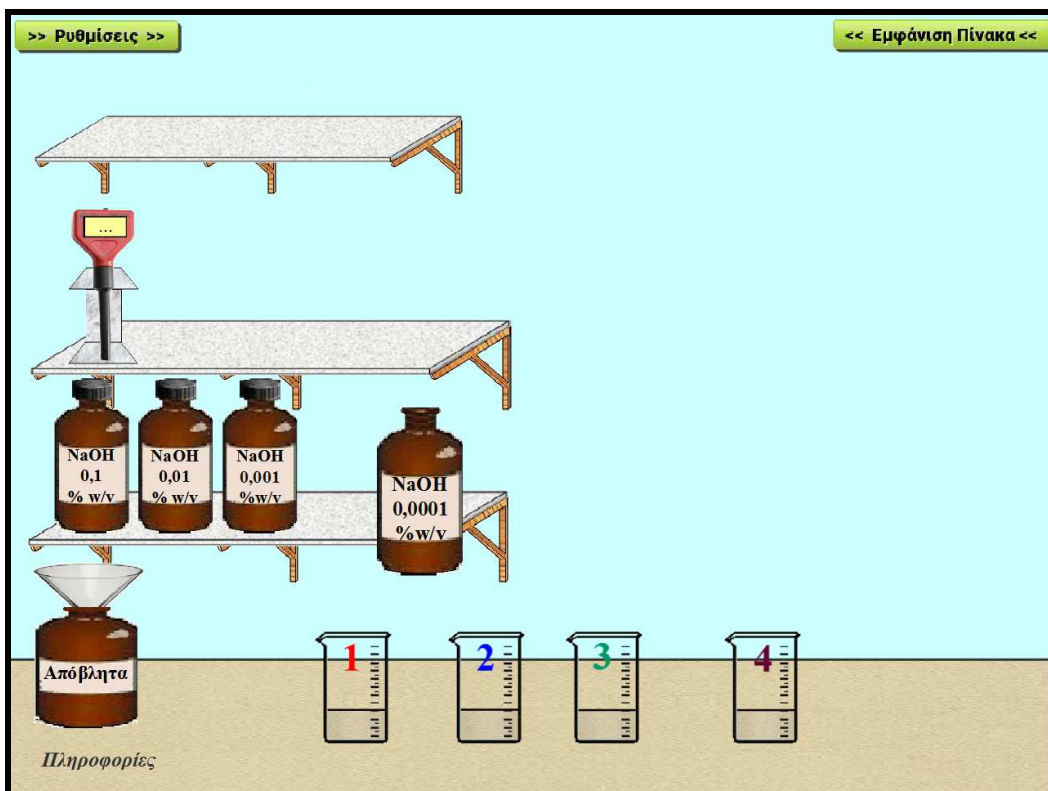 >> Ρυθμίσεις >>
<< Εμφάνιση Πίνακα <<
...
NaOH
0,1
% w/v
NaOH
0,01
% w/v
NaOH
0,001
%w/v
NaOH
0,0001
%w/v
Απόβλητα
1
2
3
4
Πληροφορίες